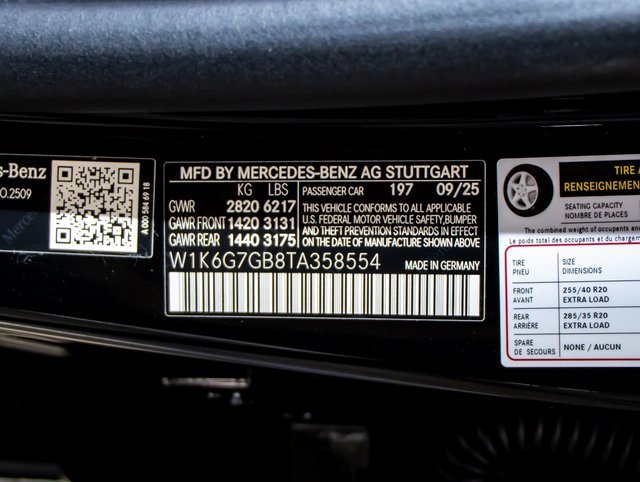 s-Benz
0.2509
A 000 584 69 18
MFD BY MERCEDES-BENZ AG STUTTGART
KG LBS PASSENGER CAR 197 09/25
GWR 2820 6217
GAWR FRONT 1420 3131
GAWR REAR 1440 3175
THIS VEHICLE CONFORMS TO ALL APPLICABLE
U.S. FEDERAL MOTOR VEHICLE SAFETY, BUMPER
AND THEFT PREVENTION STANDARDS IN EFFECT
ON THE DATE OF MANUFACTURE SHOWN ABOVE
W1K6G7GB8TA358554 MADE IN GERMANY
TIRE A
RENSEIGNEMEN
SEATING CAPACITY
NOMBRE DE PLACES
The combined weight of occupants an
Le poids total des occupants et du charge
TIRE SIZE
PNEU DIMENSIONS
FRONT 255/40 R20
AVANT EXTRA LOAD
REAR 285/35 R20
ARRIÈRE EXTRA LOAD
SPARE NONE / AUCUN
DE SECOURS